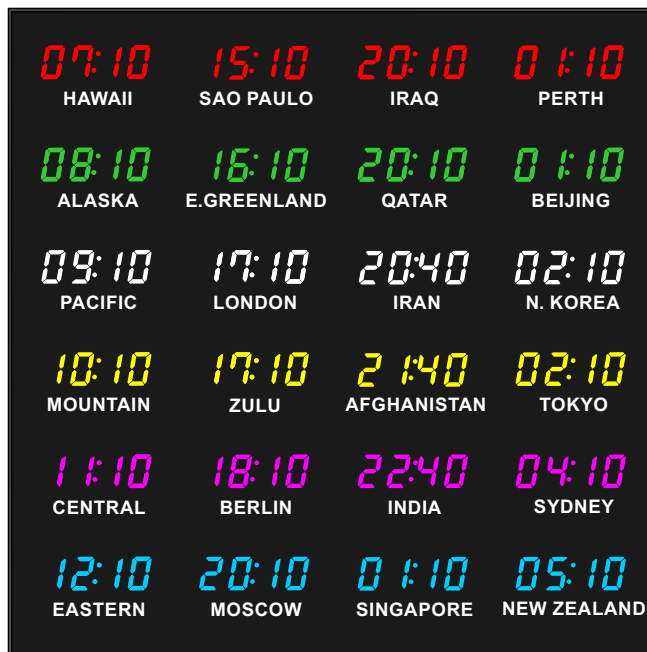 07:10 15:10 20:10 01:10
HAWAII SAO PAULO IRAQ PERTH
08:10 16:10 20:10 01:10
ALASKA E.GREENLAND QATAR BEIJING
09:10 17:10 20:40 02:10
PACIFIC LONDON IRAN N. KOREA
10:10 17:10 21:40 02:10
MOUNTAIN ZULU AFGHANISTAN TOKYO
11:10 18:10 22:40 04:10
CENTRAL BERLIN INDIA SYDNEY
12:10 20:10 01:10 05:10
EASTERN MOSCOW SINGAPORE NEW ZEALAND